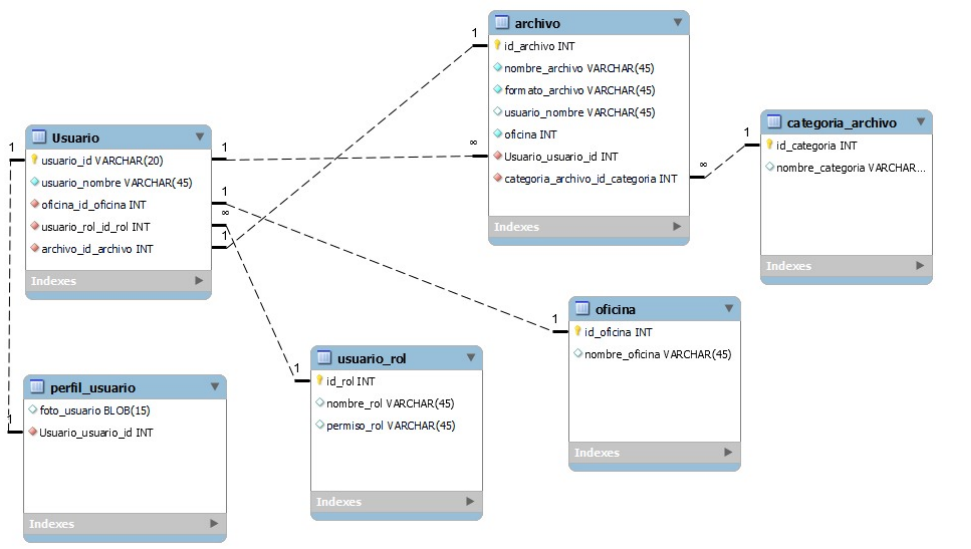 archivo
id_archivo INT
nombre_archivo VARCHAR(45)
formato_archivo VARCHAR(45)
usuario_nombre VARCHAR(45)
oficina INT
Usuario_usuario_id INT
categoria_archivo_id_categoria INT
Indexes
categoria_archivo
id_categoria INT
nombre_categoria VARCHAR...
Indexes
Usuario
usuario_id VARCHAR(20)
usuario_nombre VARCHAR(45)
oficina_id_oficina INT
usuario_rol_id_rol INT
archivo_id_archivo INT
Indexes
oficina
id_oficina INT
nombre_oficina VARCHAR(45)
Indexes
usuario_rol
id_rol INT
nombre_rol VARCHAR(45)
permiso_rol VARCHAR(45)
Indexes
perfil_usuario
foto_usuario BLOB(15)
Usuario_usuario_id INT
Indexes
1
1
1
∞
1
∞
1
1
∞
1
1
1
1